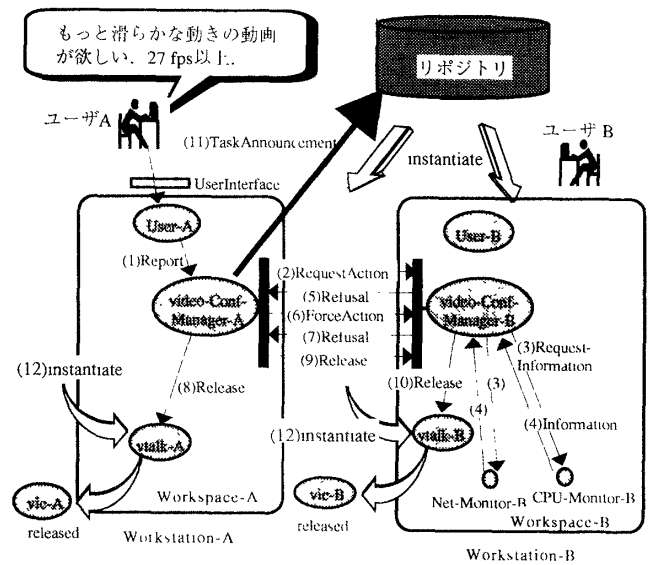 もっと滑らかな動きの動画
が欲しい. 27 fps以上.
リポジトリ
ユーザA
ユーザ B
(11)TaskAnnouncement
instantiate
UserInterface
User-A
User-B
(1)Report
(2)RequestAction
(5)Refusal
(6)ForceAction
(7)Refusal
(9)Release
video-Conf-
Manager-A
video-Conf-
Manager-B
(3)Request-
Information
(12)instantiate
(8)Release
(10)Release
(3)
(4)
(4)Information
(12)instantiate
vtalk-A
vtalk-B
vic-A
released
vic-B
released
Net-Monitor-B
CPU-Monitor-B
Workspace-A
Workspace-B
Workstation-A
Workstation-B